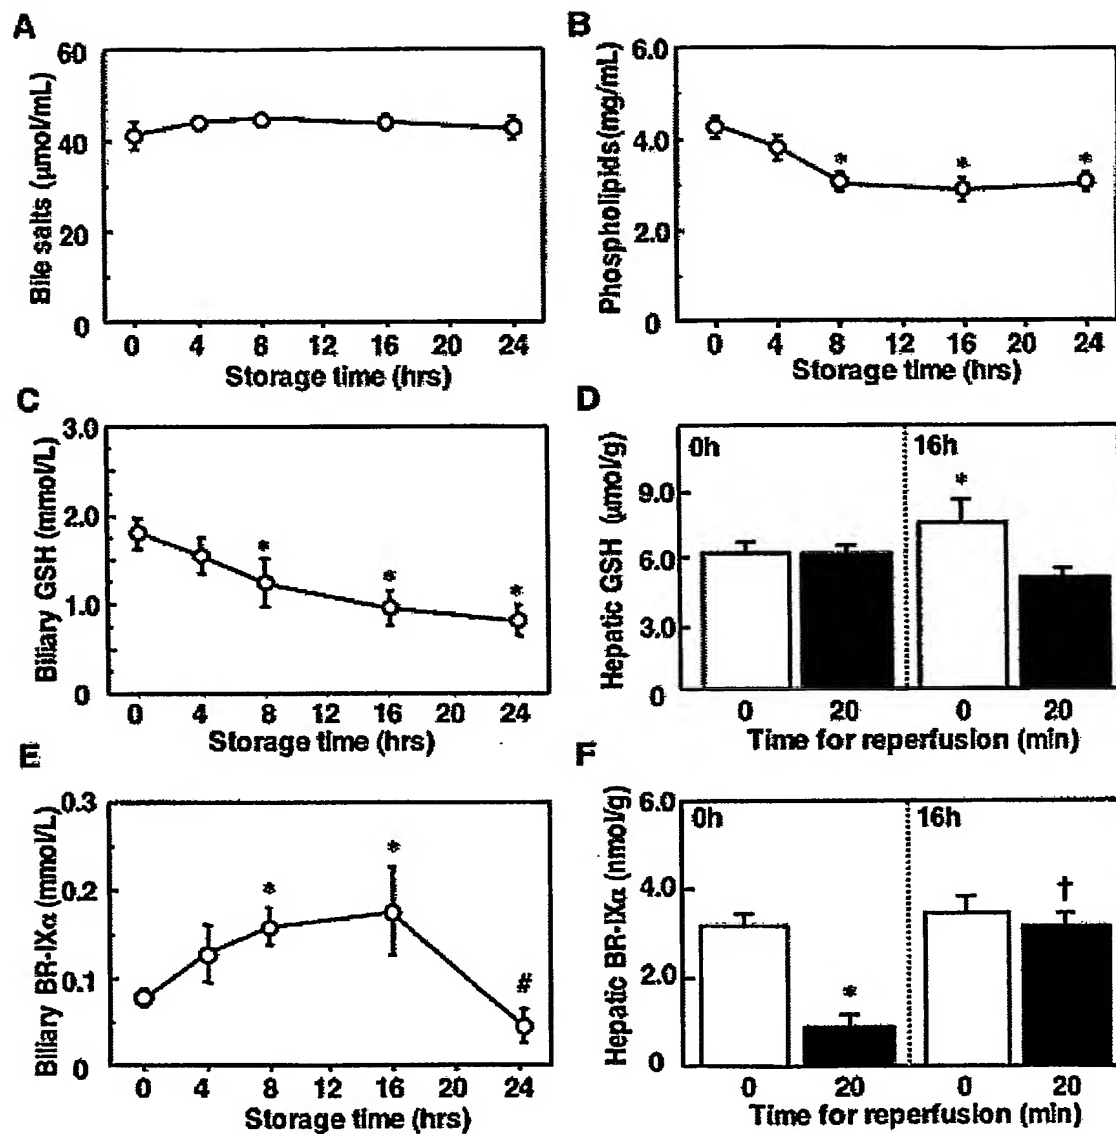 A
Bile salts (μmol/mL)
60
40
20
0
0 4 8 12 16 20 24
Storage time (hrs)
B
Phospholipids(mg/mL)
6.0
4.0
2.0
0
* * *
0 4 8 12 16 20 24
Storage time (hrs)
C
Biliary GSH (mmol/L)
3.0
2.0
1.0
0
* * *
0 4 8 12 16 20 24
Storage time (hrs)
D
Hepatic GSH (μmol/g)
9.0
6.0
3.0
0
0h 16h
*
0 20 0 20
Time for reperfusion (min)
E
Biliary BR-IXα (mmol/L)
0.3
0.2
0.1
0
* * #
0 4 8 12 16 20 24
Storage time (hrs)
F
Hepatic BR-IXα (nmol/g)
6.0
4.0
2.0
0
0h 16h
* †
0 20 0 20
Time for reperfusion (min)